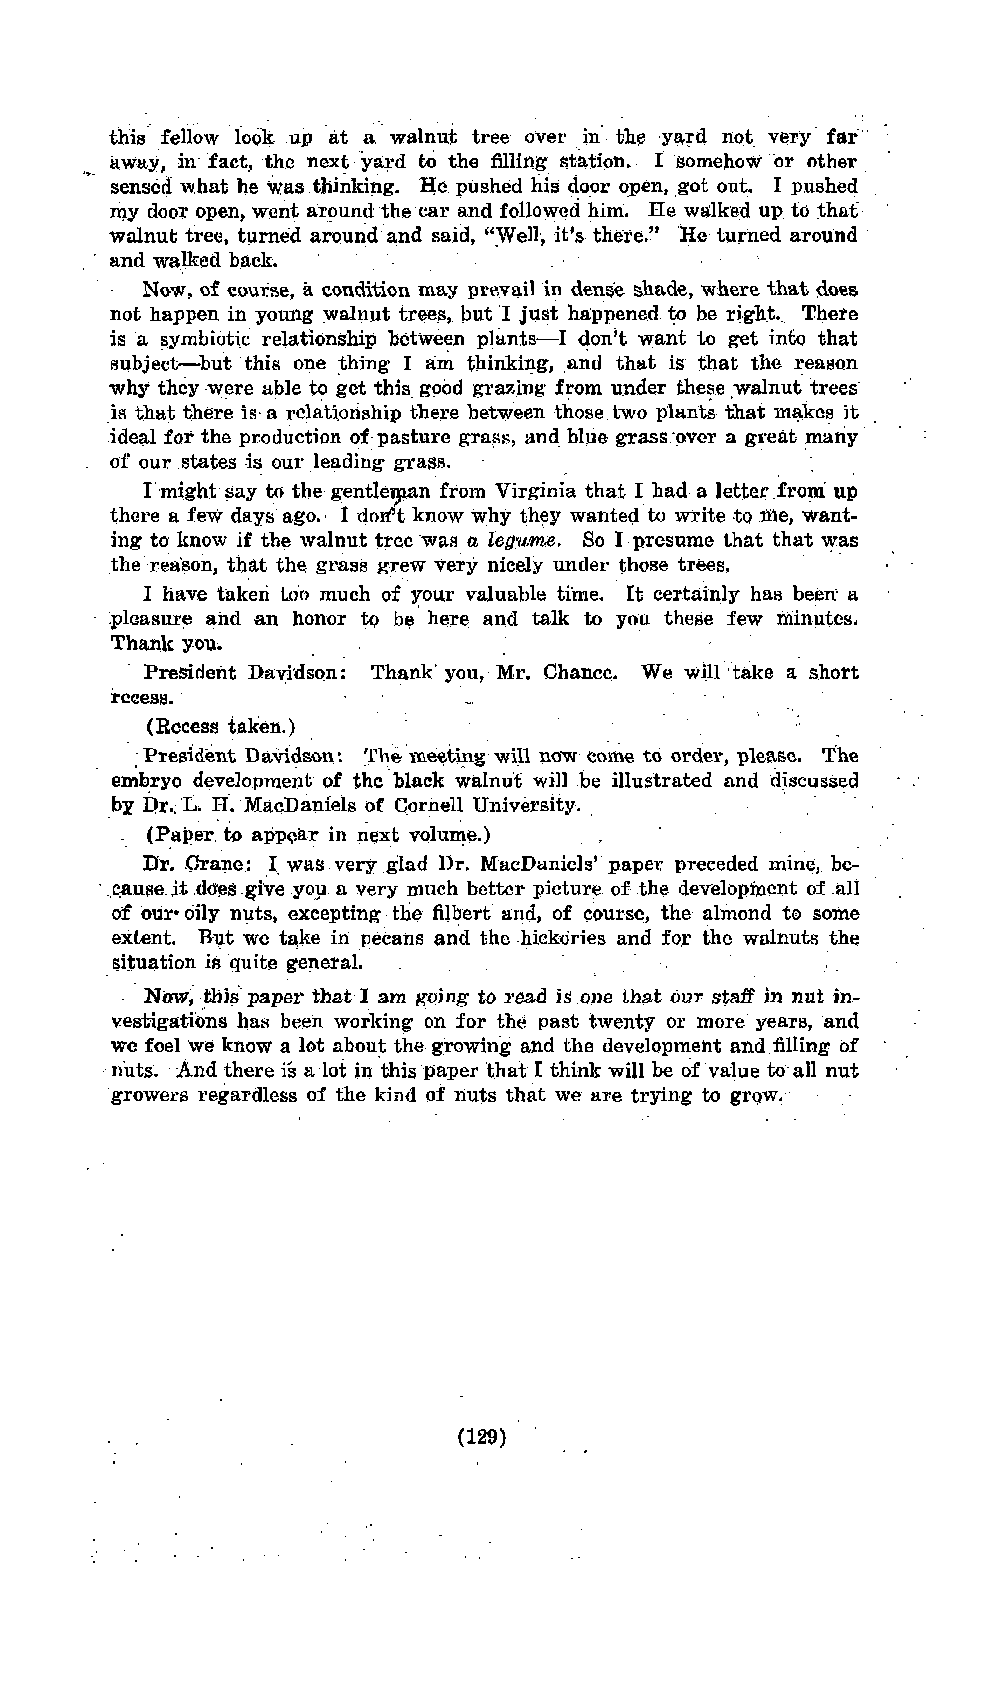 this fellow look up at a walnut tree over in the yard not very far
away, in fact, the next yard to the filling station. I somehow or other
sensed what he was thinking. He pushed his door open, got out. I pushed
my door open, went around the car and followed him. He walked up to that
walnut tree, turned around and said, “Well, it's there.” He turned around
and walked back.
Now, of course, a condition may prevail in dense shade, where that does
not happen in young walnut trees, but I just happened to be right. There
is a symbiotic relationship between plants—I don't want to get into that
subject—but this one thing I am thinking, and that is that the reason
why they were able to get this good grazing from under these walnut trees
is that there is a relationship there between those two plants that makes it
ideal for the production of pasture grass, and blue grass over a great many
of our states is our leading grass.
I might say to the gentleman from Virginia that I had a letter from up
there a few days ago. I don't know why they wanted to write to me, want-
ing to know if the walnut tree was a legume. So I presume that that was
the reason, that the grass grew very nicely under those trees.
I have taken too much of your valuable time. It certainly has been a
pleasure and an honor to be here and talk to you these few minutes.
Thank you.
President Davidson: Thank you, Mr. Chance. We will take a short
recess.
(Recess taken.)
President Davidson: The meeting will now come to order, please. The
embryo development of the black walnut will be illustrated and discussed
by Dr. L. H. MacDaniels of Cornell University.
(Paper to appear in next volume.)
Dr. Crane: I was very glad Dr. MacDaniels' paper preceded mine, be-
cause it does give you a very much better picture of the development of all
of our oily nuts, excepting the filbert and, of course, the almond to some
extent. But we take in pecans and the hickories and for the walnuts the
situation is quite general.
Now, this paper that I am going to read is one that our staff in nut in-
vestigations has been working on for the past twenty or more years, and
we feel we know a lot about the growing and the development and filling of
nuts. And there is a lot in this paper that I think will be of value to all nut
growers regardless of the kind of nuts that we are trying to grow.
(129)